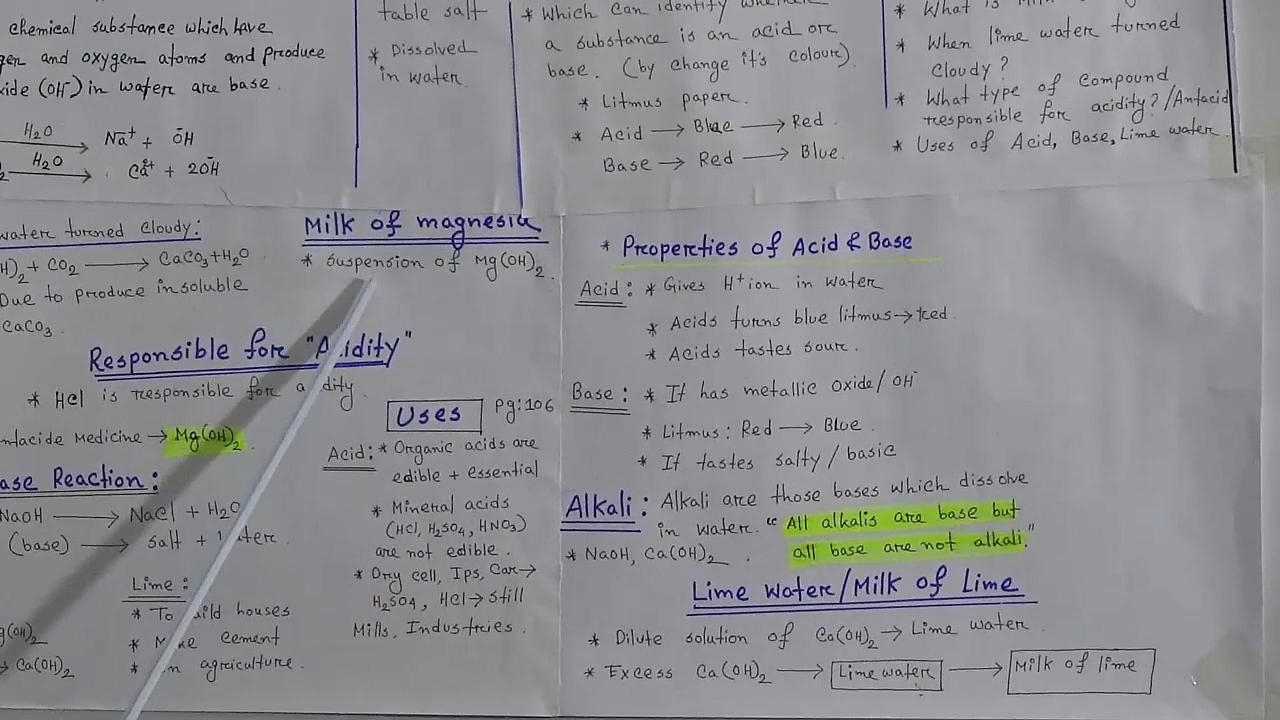 chemical substance which have
gen and oxygen atoms and produce
xide (OH⁻) in water are base.
H₂O
Na⁺ + ŌH
H₂O
Ca²⁺ + 2ŌH
table salt
* Dissolved
in water
* Which can identify
a substance is an acid or
base. (by change it's colour).
* Litmus paper.
* Acid → Blue → Red.
Base → Red → Blue.
* What is
* When lime water turned
cloudy?
* What type of compound
responsible for acidity? /Antacid
* Uses of Acid, Base, Lime water.
water turned cloudy:
H)₂ + CO₂ → CaCO₃ + H₂O
Due to produce insoluble
CaCO₃.
Milk of magnesia
* Suspension of Mg(OH)₂.
Responsible for "Acidity"
* HCl is responsible for acidity.
ntacide Medicine → Mg(OH)₂.
ase Reaction:
NaOH → NaCl + H₂O
(base) → salt + water.
Lime:
* To build houses
* Make cement
* In agriculture.
g(OH)₂
→ Ca(OH)₂
Uses Pg:106
Acid: * Organic acids are
edible + essential
* Mineral acids
(HCl, H₂SO₄, HNO₃)
are not edible.
* Dry cell, Ips, Car→
H₂SO₄, HCl → Still
Mills, Industries.
* Properties of Acid & Base
Acid: * Gives H⁺ ion in water
* Acids turns blue litmus → red.
* Acids tastes sour.
Base: * It has metallic oxide/OH⁻
* Litmus: Red → Blue.
* It tastes salty / basic
Alkali: Alkali are those bases which dissolve
in water. "All alkalis are base but
all base are not alkali."
* NaOH, Ca(OH)₂.
Lime water/Milk of Lime
* Dilute solution of Ca(OH)₂ → Lime water.
* Excess Ca(OH)₂ → Lime water → Milk of lime